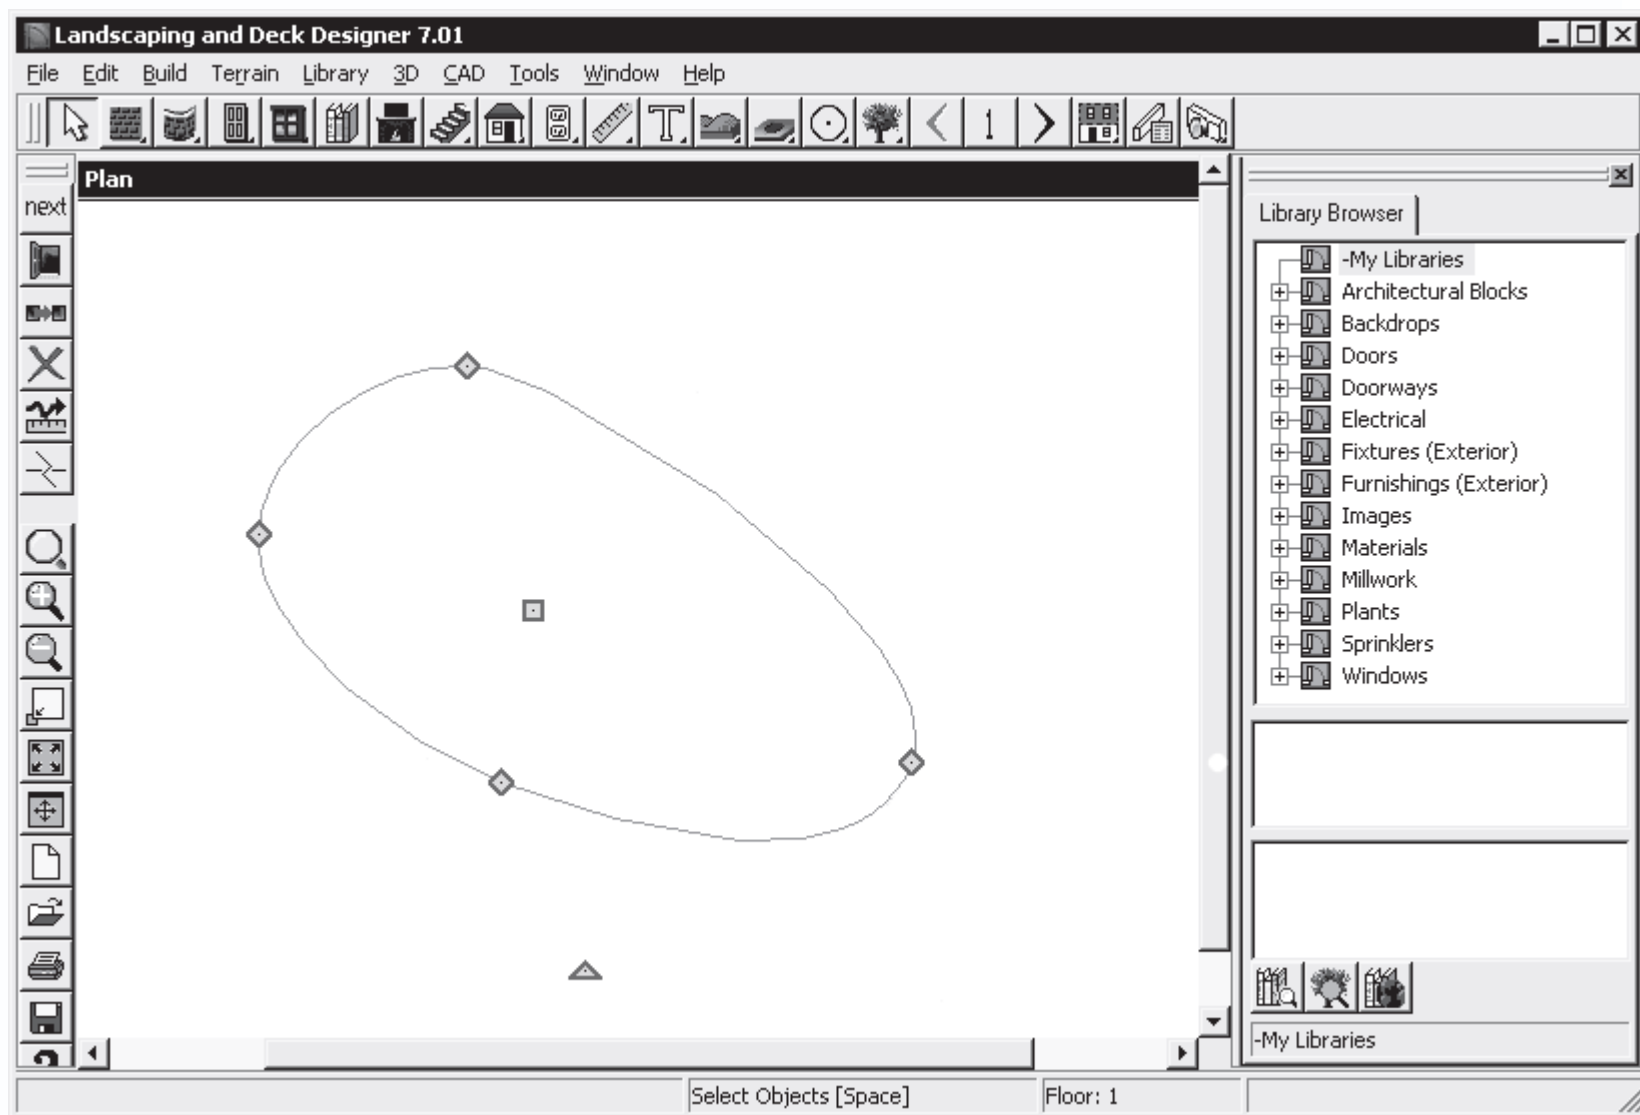 Landscaping and Deck Designer 7.01
File Edit Build Terrain Library 3D CAD Tools Window Help
1
next
Plan
Library Browser
-My Libraries
Architectural Blocks
Backdrops
Doors
Doorways
Electrical
Fixtures (Exterior)
Furnishings (Exterior)
Images
Materials
Millwork
Plants
Sprinklers
Windows
-My Libraries
Select Objects [Space] Floor: 1